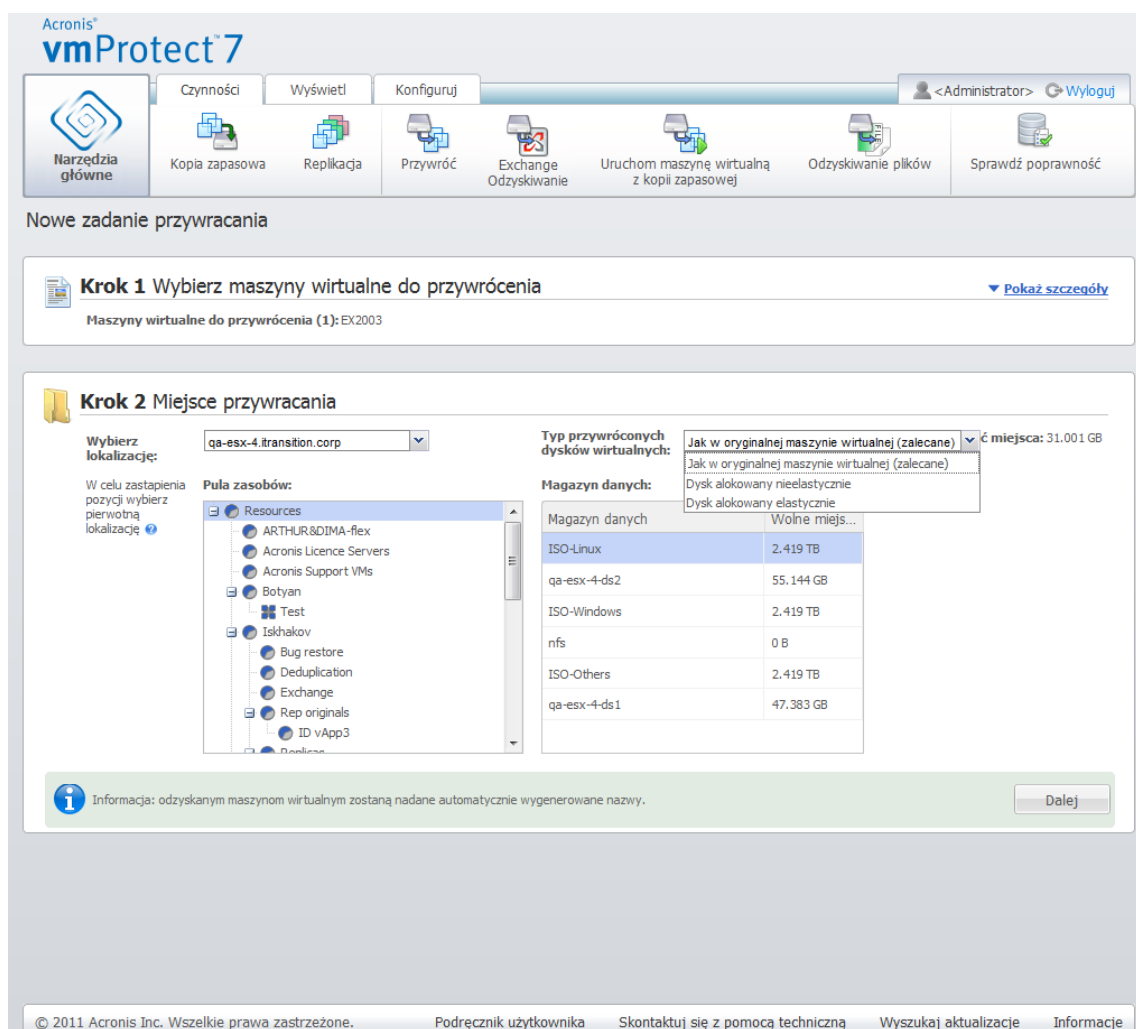 Acronis®
vmProtect™7
Czynności Wyświetl Konfiguruj <Administrator> Wyloguj
Narzędzia główne
Kopia zapasowa
Replikacja
Przywróć
Exchange Odzyskiwanie
Uruchom maszynę wirtualną z kopii zapasowej
Odzyskiwanie plików
Sprawdź poprawność
Nowe zadanie przywracania
Krok 1 Wybierz maszyny wirtualne do przywrócenia
Pokaż szczegóły
Maszyny wirtualne do przywrócenia (1): EX2003
Krok 2 Miejsce przywracania
Wybierz lokalizację:
qa-esx-4.itransition.corp
Typ przywróconych dysków wirtualnych:
Jak w oryginalnej maszynie wirtualnej (zalecane)
ć miejsca: 31.001 GB
Jak w oryginalnej maszynie wirtualnej (zalecane)
Dysk alokowany nieelastycznie
Dysk alokowany elastycznie
W celu zastąpienia
pozycji wybierz
pierwotną
lokalizację
Pula zasobów:
Resources
ARTHUR&DIMA-flex
Acronis Licence Servers
Acronis Support VMs
Botyan
Test
Iskhakov
Bug restore
Deduplication
Exchange
Rep originals
ID vApp3
Magazyn danych:
Magazyn danych Wolne miejs...
ISO-Linux 2.419 TB
qa-esx-4-ds2 55.144 GB
ISO-Windows 2.419 TB
nfs 0 B
ISO-Others 2.419 TB
qa-esx-4-ds1 47.383 GB
Informacja: odzyskanym maszynom wirtualnym zostaną nadane automatycznie wygenerowane nazwy.
Dalej
© 2011 Acronis Inc. Wszelkie prawa zastrzeżone. Podręcznik użytkownika Skontaktuj się z pomocą techniczną Wyszukaj aktualizacje Informacje